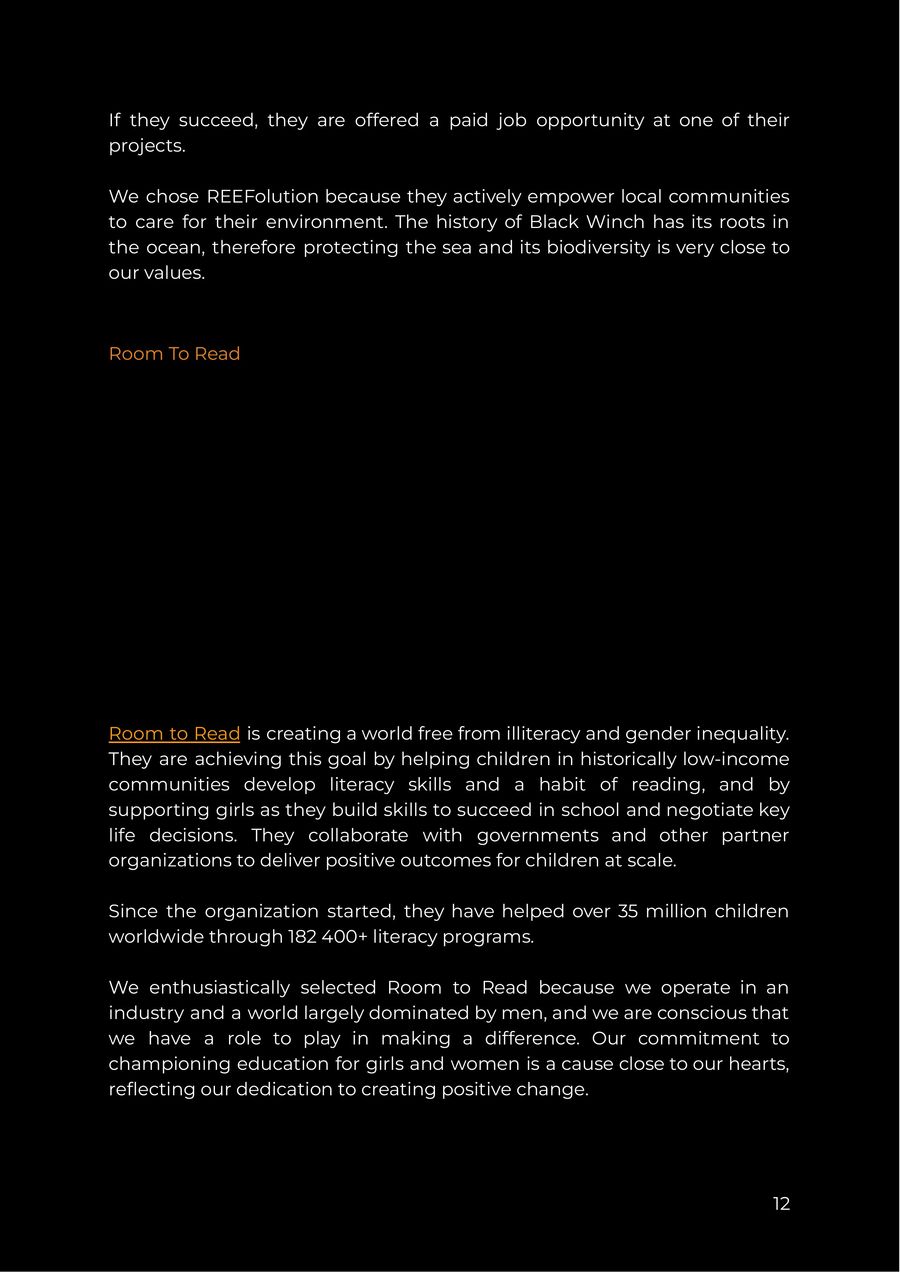 If they succeed, they are offered a paid job opportunity at one of their
projects.
We chose REEFolution because they actively empower local communities
to care for their environment. The history of Black Winch has its roots in
the ocean, therefore protecting the sea and its biodiversity is very close to
our values.
Room To Read
Room to Read is creating a world free from illiteracy and gender inequality.
They are achieving this goal by helping children in historically low-income
communities develop literacy skills and a habit of reading, and by
supporting girls as they build skills to succeed in school and negotiate key
life decisions. They collaborate with governments and other partner
organizations to deliver positive outcomes for children at scale.
Since the organization started, they have helped over 35 million children
worldwide through 182 400+ literacy programs.
We enthusiastically selected Room to Read because we operate in an
industry and a world largely dominated by men, and we are conscious that
we have a role to play in making a difference. Our commitment to
championing education for girls and women is a cause close to our hearts,
reflecting our dedication to creating positive change.
12